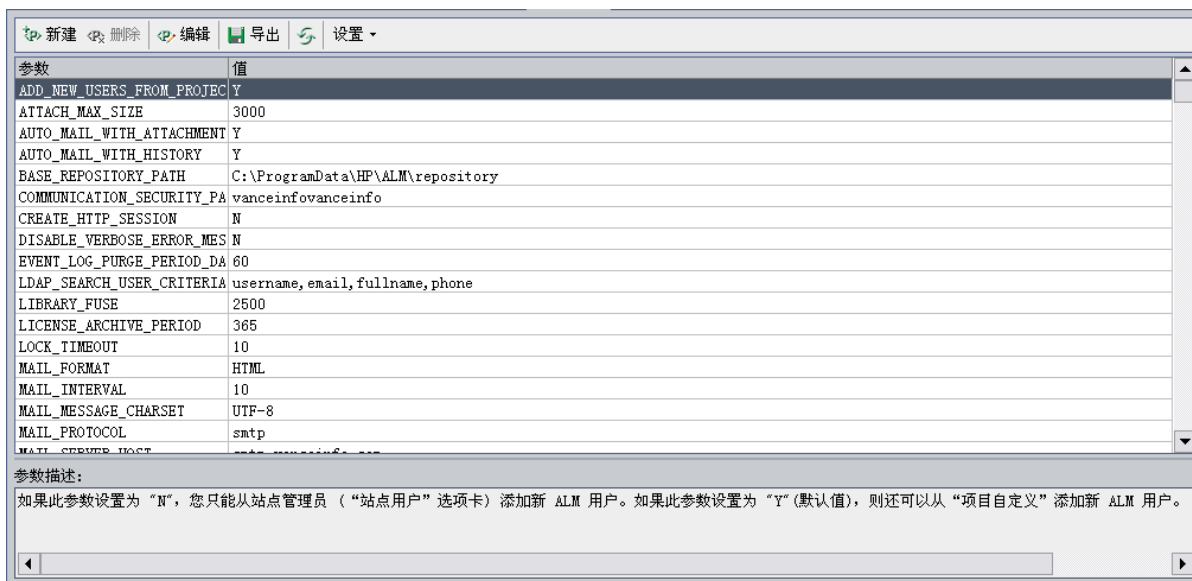 新建 删除 编辑 导出 设置
参数 值
ADD_NEW_USERS_FROM_PROJEC Y
ATTACH_MAX_SIZE 3000
AUTO_MAIL_WITH_ATTACHMENT Y
AUTO_MAIL_WITH_HISTORY Y
BASE_REPOSITORY_PATH C:\ProgramData\HP\ALM\repository
COMMUNICATION_SECURITY_PA vanceinfovanceinfo
CREATE_HTTP_SESSION N
DISABLE_VERBOSE_ERROR_MES N
EVENT_LOG_PURGE_PERIOD_DA 60
LDAP_SEARCH_USER_CRITERIA username,email,fullname,phone
LIBRARY_FUSE 2500
LICENSE_ARCHIVE_PERIOD 365
LOCK_TIMEOUT 10
MAIL_FORMAT HTML
MAIL_INTERVAL 10
MAIL_MESSAGE_CHARSET UTF-8
MAIL_PROTOCOL smtp
MAIL_SERVER_HOST
参数描述:
如果此参数设置为 "N", 您只能从站点管理员 (“站点用户”选项卡) 添加新 ALM 用户。如果此参数设置为 "Y"(默认值), 则还可以从“项目自定义”添加新 ALM 用户。